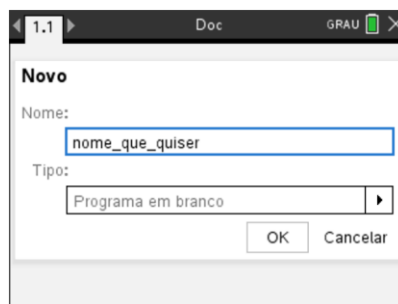 1.1 Doc GRAU
Novo
Nome:
nome_que_quiser
Tipo:
Programa em branco
OK Cancelar